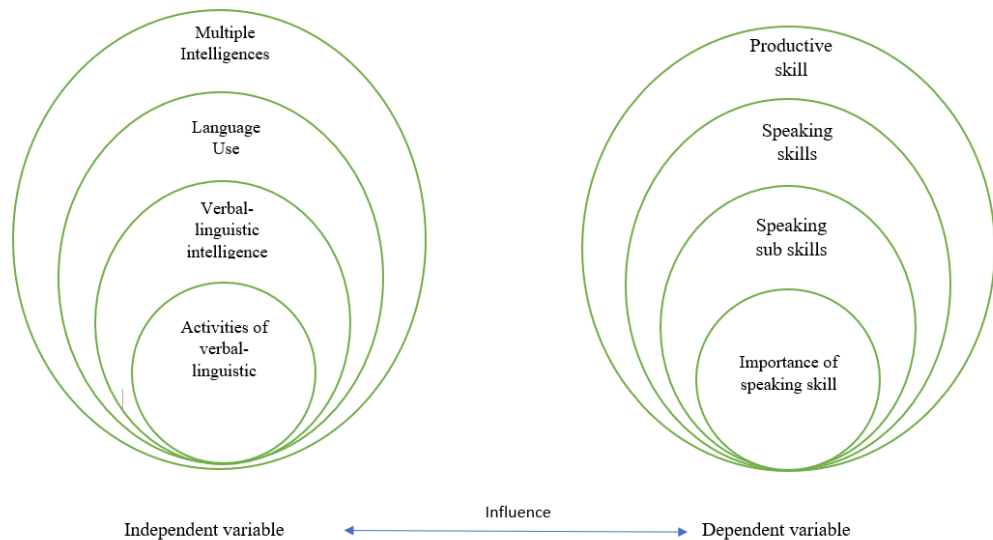 Multiple
Intelligences
Language
Use
Verbal-
linguistic
intelligence
Activities of
verbal-
linguistic
Productive
skill
Speaking
skills
Speaking
sub skills
Importance of
speaking skill
Independent variable
Influence
Dependent variable